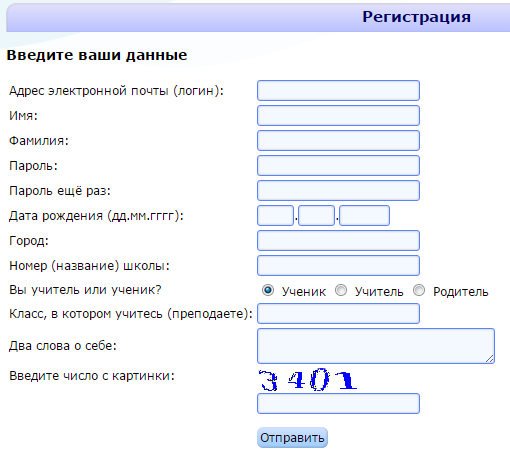 Регистрация
Введите ваши данные
Адрес электронной почты (логин):
Имя:
Фамилия:
Пароль:
Пароль ещё раз:
Дата рождения (дд.мм.гггг): . .
Город:
Номер (название) школы:
Вы учитель или ученик? Ученик Учитель Родитель
Класс, в котором учитесь (преподаете):
Два слова о себе:
Введите число с картинки: 3401
Отправить